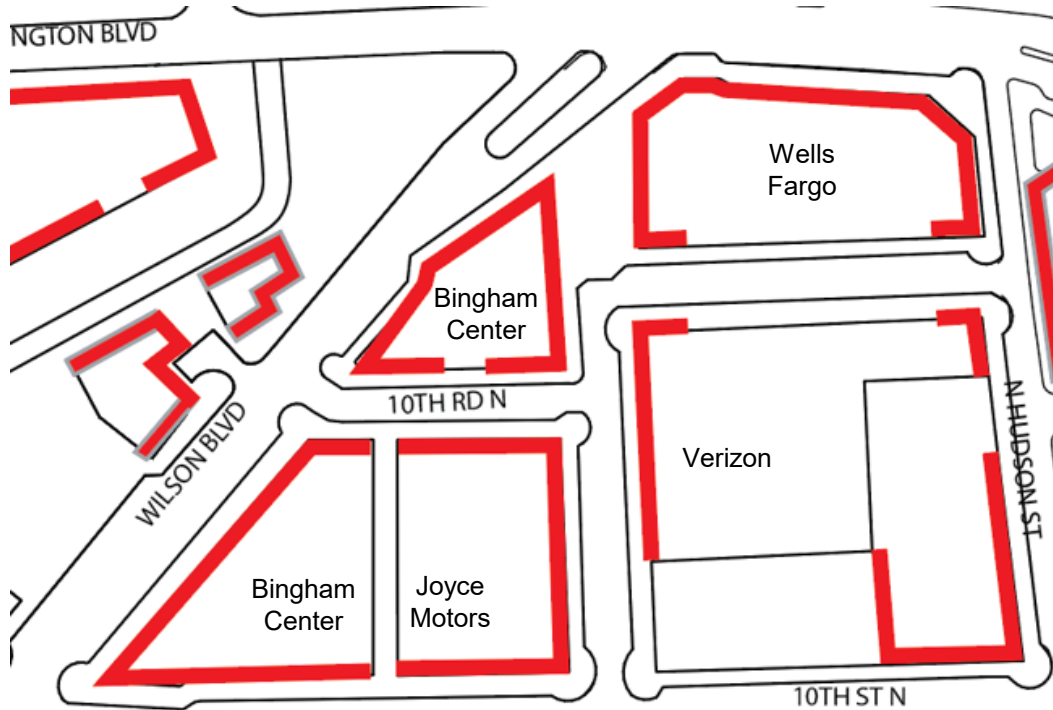 NGTON BLVD
Wells
Fargo
Bingham
Center
10TH RD N
N HUDSON ST
WILSON BLVD
Verizon
Bingham
Center
Joyce
Motors
10TH ST N